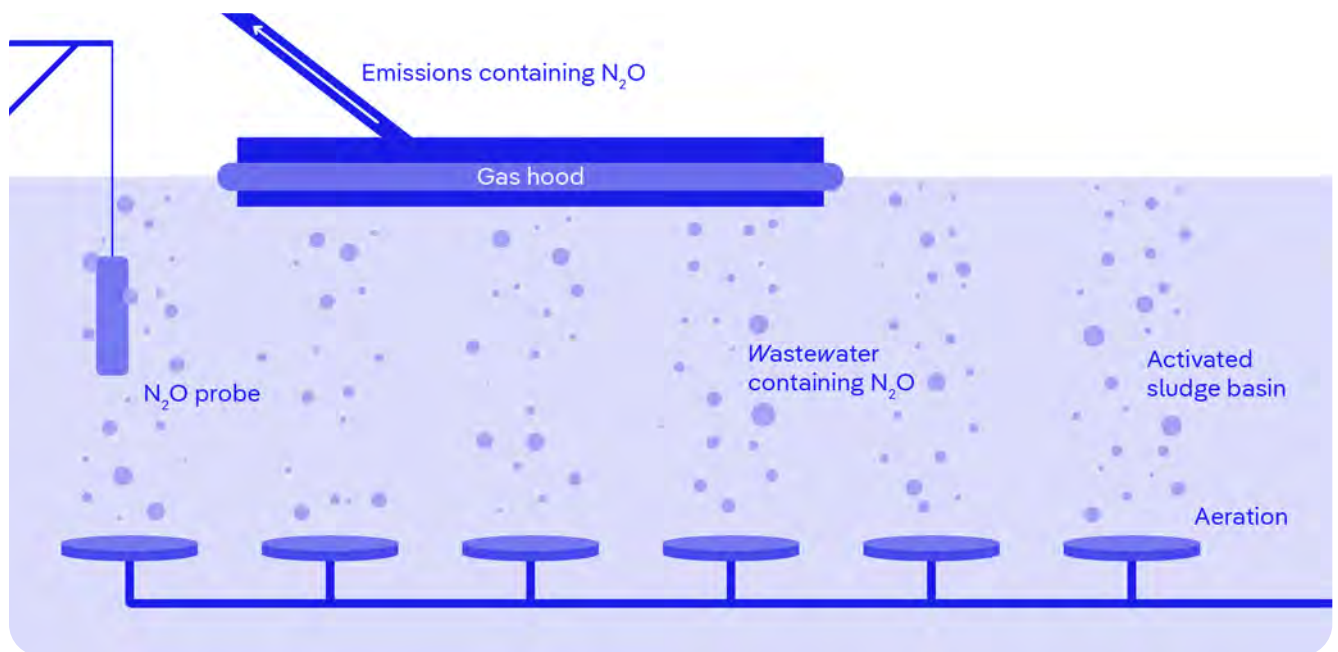 Emissions containing N₂O
Gas hood
Wastewater
containing N₂O
Activated
sludge basin
N₂O probe
Aeration